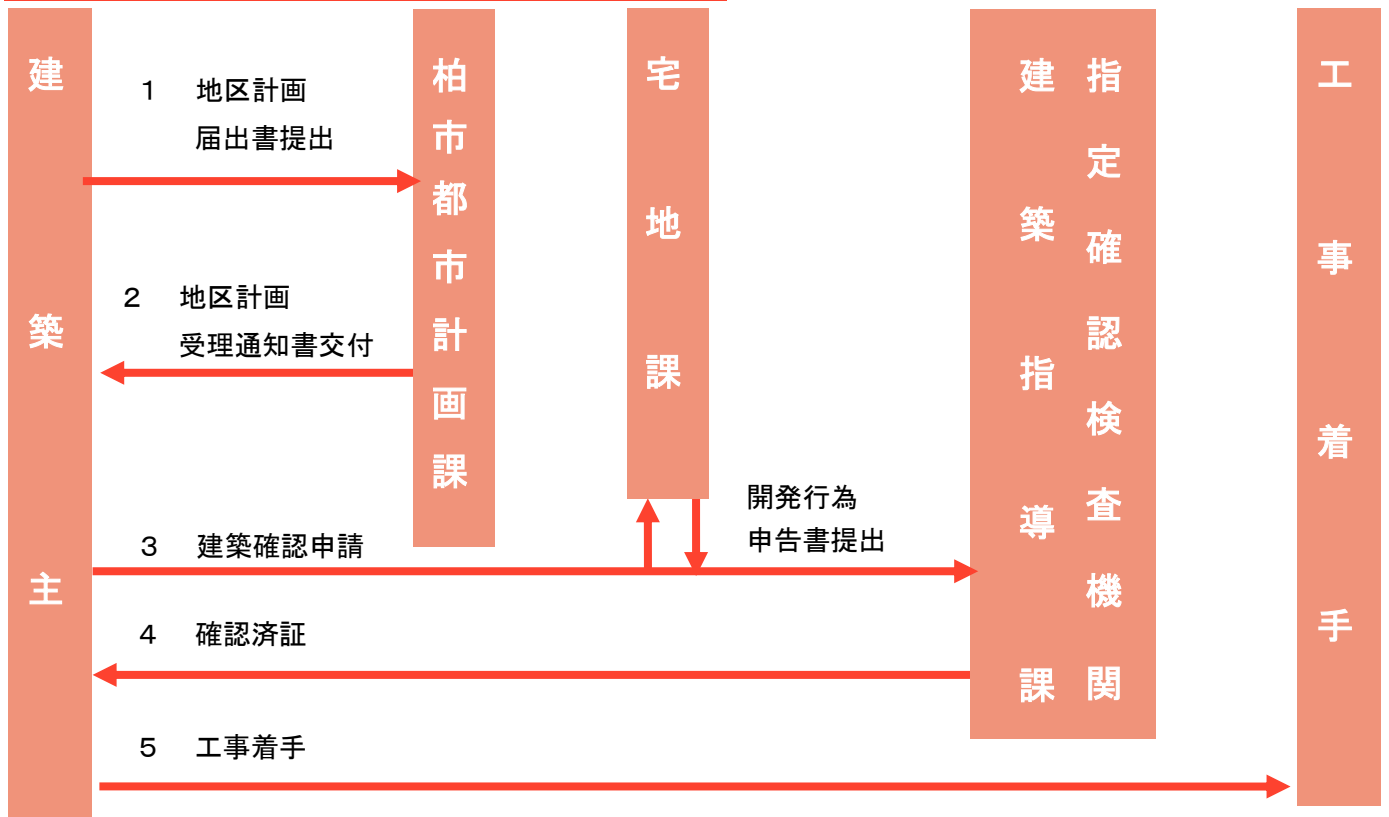 建築主
1 地区計画
届出書提出
2 地区計画
受理通知書交付
柏市都市計画課
宅地課
3 建築確認申請
開発行為
申告書提出
指定確認検査機関
建築指導課
4 確認済証
5 工事着手
工事着手